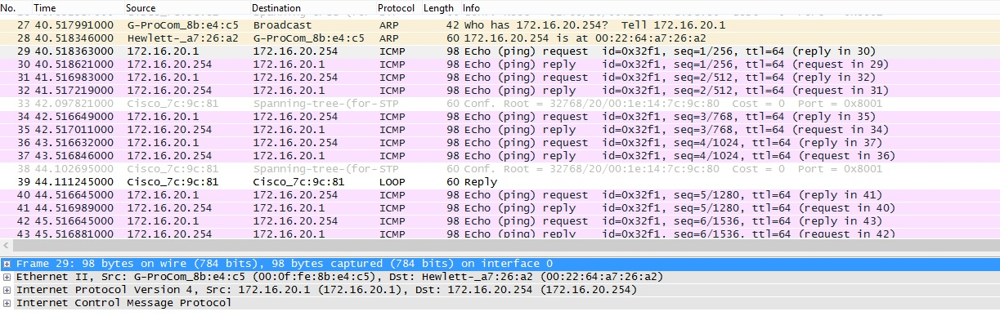 No. Time Source Destination Protocol Length Info
27 40.517991000 G-ProCom_8b:e4:c5 Broadcast ARP 42 Who has 172.16.20.254? Tell 172.16.20.1
28 40.518346000 Hewlett-_a7:26:a2 G-ProCom_8b:e4:c5 ARP 60 172.16.20.254 is at 00:22:64:a7:26:a2
29 40.518363000 172.16.20.1 172.16.20.254 ICMP 98 Echo (ping) request id=0x32f1, seq=1/256, ttl=64 (reply in 30)
30 40.518621000 172.16.20.254 172.16.20.1 ICMP 98 Echo (ping) reply id=0x32f1, seq=1/256, ttl=64 (request in 29)
31 41.516983000 172.16.20.1 172.16.20.254 ICMP 98 Echo (ping) request id=0x32f1, seq=2/512, ttl=64 (reply in 32)
32 41.517219000 172.16.20.254 172.16.20.1 ICMP 98 Echo (ping) reply id=0x32f1, seq=2/512, ttl=64 (request in 31)
33 42.097821000 Cisco_7c:9c:81 Spanning-tree-(for- STP 60 Conf. Root = 32768/20/00:1e:14:7c:9c:80 Cost = 0 Port = 0x8001
34 42.516649000 172.16.20.1 172.16.20.254 ICMP 98 Echo (ping) request id=0x32f1, seq=3/768, ttl=64 (reply in 35)
35 42.517011000 172.16.20.254 172.16.20.1 ICMP 98 Echo (ping) reply id=0x32f1, seq=3/768, ttl=64 (request in 34)
36 43.516632000 172.16.20.1 172.16.20.254 ICMP 98 Echo (ping) request id=0x32f1, seq=4/1024, ttl=64 (reply in 37)
37 43.516846000 172.16.20.254 172.16.20.1 ICMP 98 Echo (ping) reply id=0x32f1, seq=4/1024, ttl=64 (request in 36)
38 44.102695000 Cisco_7c:9c:81 Spanning-tree-(for- STP 60 Conf. Root = 32768/20/00:1e:14:7c:9c:80 Cost = 0 Port = 0x8001
39 44.111245000 Cisco_7c:9c:81 Cisco_7c:9c:81 LOOP 60 Reply
40 44.516645000 172.16.20.1 172.16.20.254 ICMP 98 Echo (ping) request id=0x32f1, seq=5/1280, ttl=64 (reply in 41)
41 44.516989000 172.16.20.254 172.16.20.1 ICMP 98 Echo (ping) reply id=0x32f1, seq=5/1280, ttl=64 (request in 40)
42 45.516645000 172.16.20.1 172.16.20.254 ICMP 98 Echo (ping) request id=0x32f1, seq=6/1536, ttl=64 (reply in 43)
43 45.516881000 172.16.20.254 172.16.20.1 ICMP 98 Echo (ping) reply id=0x32f1, seq=6/1536, ttl=64 (request in 42)
Frame 29: 98 bytes on wire (784 bits), 98 bytes captured (784 bits) on interface 0
Ethernet II, Src: G-ProCom_8b:e4:c5 (00:0f:fe:8b:e4:c5), Dst: Hewlett-_a7:26:a2 (00:22:64:a7:26:a2)
Internet Protocol Version 4, Src: 172.16.20.1 (172.16.20.1), Dst: 172.16.20.254 (172.16.20.254)
Internet Control Message Protocol